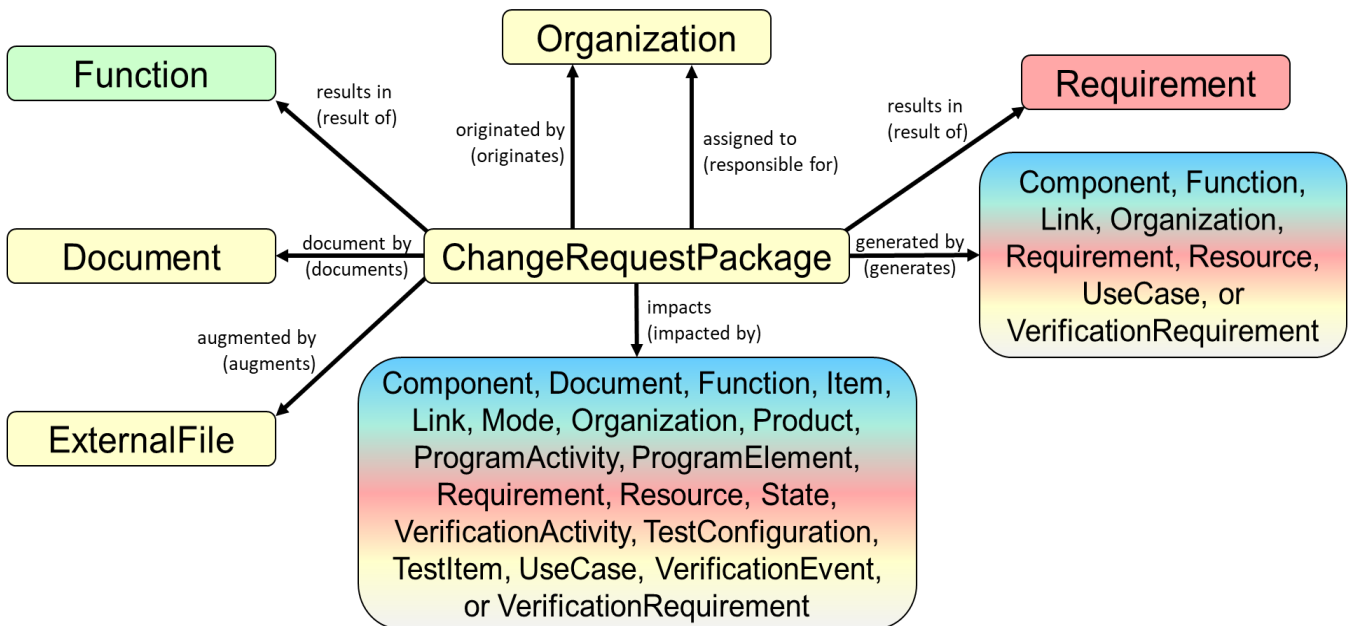 Organization
Function
Requirement
results in
(result of)
originated by
(originates)
assigned to
(responsible for)
results in
(result of)
Component, Function,
Link, Organization,
Requirement, Resource,
UseCase, or
VerificationRequirement
Document
document by
(documents)
ChangeRequestPackage
generated by
(generates)
impacts
(impacted by)
augmented by
(augments)
ExternalFile
Component, Document, Function, Item,
Link, Mode, Organization, Product,
ProgramActivity, ProgramElement,
Requirement, Resource, State,
VerificationActivity, TestConfiguration,
TestItem, UseCase, VerificationEvent,
or VerificationRequirement